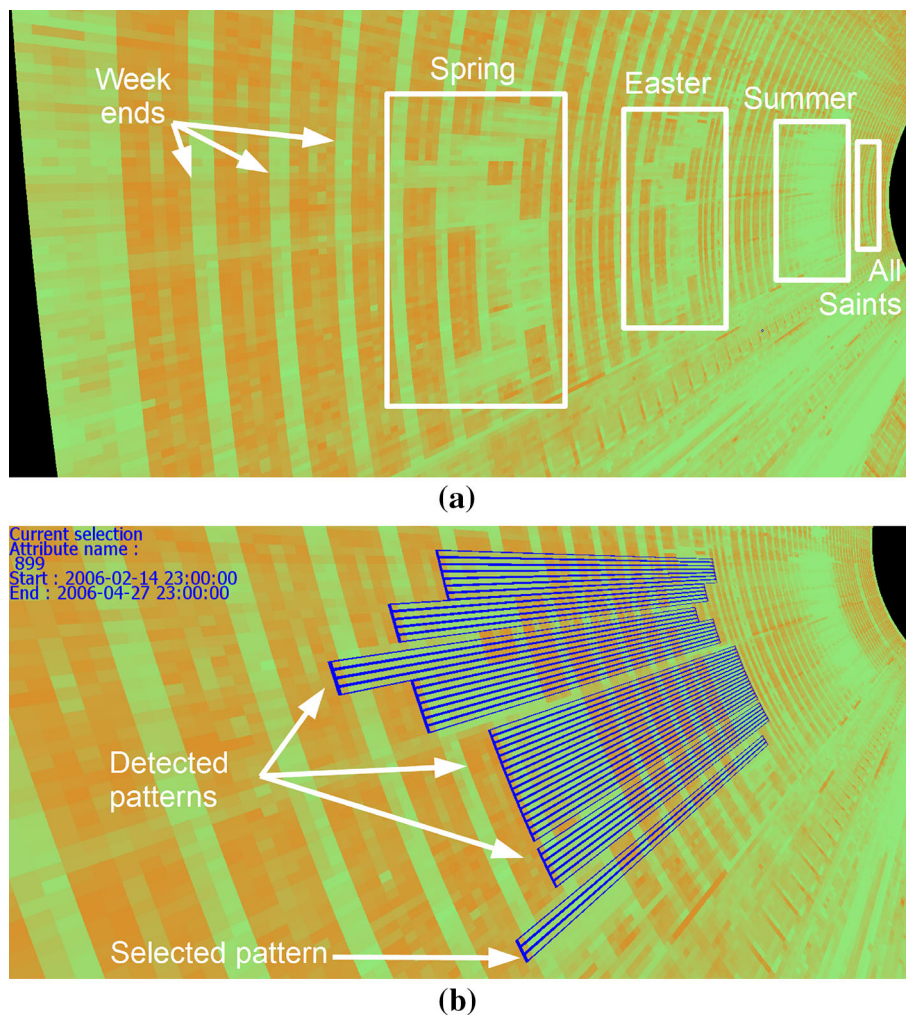 Week
ends
Spring
Easter
Summer
All
Saints
(a)
Current selection
Attribute name :
899
Start : 2006-02-14 23:00:00
End : 2006-04-27 23:00:00
Detected
patterns
Selected pattern
(b)